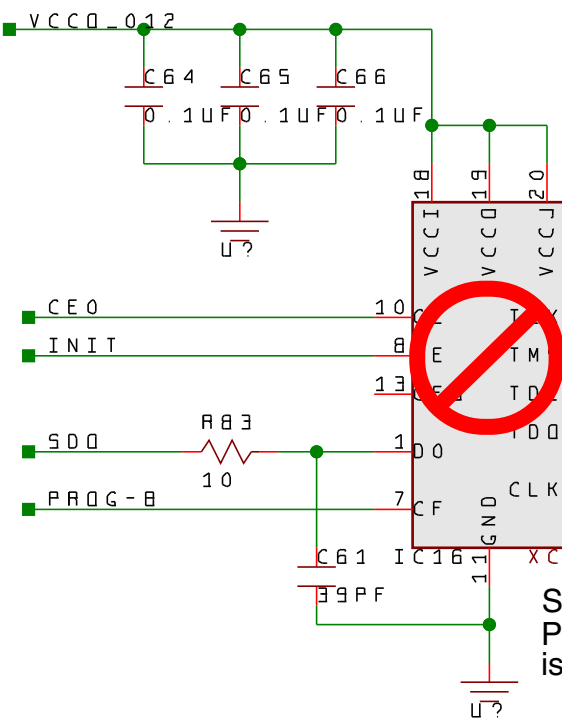 VCCO_012
C64 C65 C66
0.1UF 0.1UF 0.1UF
18 19 20
VCCI VCCO VCCJ
U?
CEO 10
INIT 8 E
13
TM
R83
SDO 1 D0
10
TDO
CLK
PROG-B 7 CF
GND
C61 IC16 11 XC
39PF
S
P
is
U?